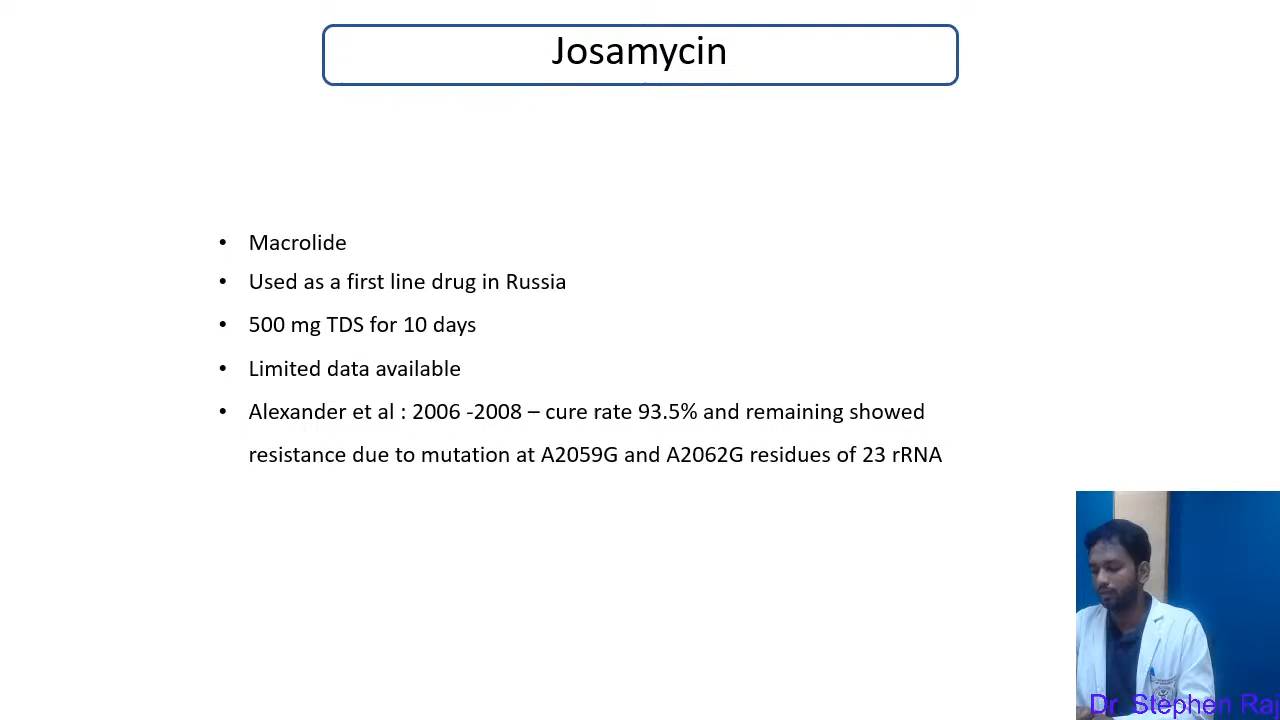 Josamycin
• Macrolide
• Used as a first line drug in Russia
• 500 mg TDS for 10 days
• Limited data available
• Alexander et al : 2006 -2008 – cure rate 93.5% and remaining showed
resistance due to mutation at A2059G and A2062G residues of 23 rRNA
Dr. Stephen Raj